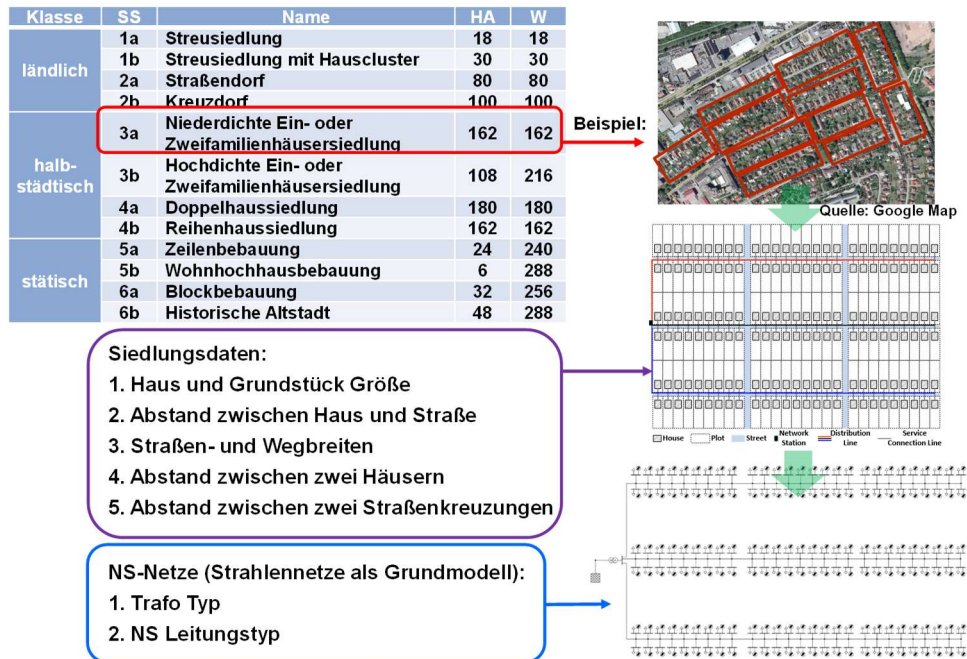 Klasse SS Name HA W
ländlich
1a Streusiedlung 18 18
1b Streusiedlung mit Hauscluster 30 30
2a Straßendorf 80 80
2b Kreuzdorf 100 100
halb-
städtisch
3a Niederdichte Ein- oder
Zweifamilienhäusersiedlung 162 162
3b Hochdichte Ein- oder
Zweifamilienhäusersiedlung 108 216
4a Doppelhaussiedlung 180 180
4b Reihenhaussiedlung 162 162
stätisch
5a Zeilenbebauung 24 240
5b Wohnhochhausbebauung 6 288
6a Blockbebauung 32 256
6b Historische Altstadt 48 288
Beispiel:
Quelle: Google Map
Siedlungsdaten:
1. Haus und Grundstück Größe
2. Abstand zwischen Haus und Straße
3. Straßen- und Wegbreiten
4. Abstand zwischen zwei Häusern
5. Abstand zwischen zwei Straßenkreuzungen
House Plot Street Network
Station Distribution
Line Service
Connection Line
NS-Netze (Strahlennetze als Grundmodell):
1. Trafo Typ
2. NS Leitungstyp